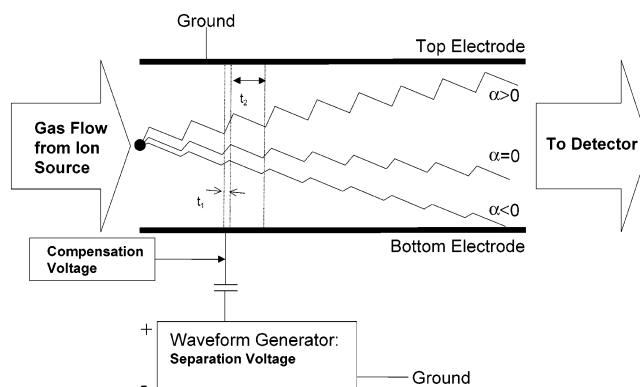 Ground
Top Electrode
t2
α>0
Gas Flow
from Ion
Source
To Detector
α=0
t1
α<0
Bottom Electrode
Compensation
Voltage
+
Waveform Generator:
Separation Voltage
-
Ground